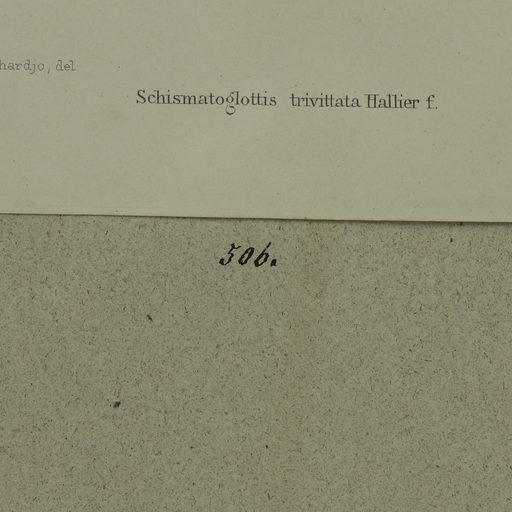 hardjo, del
Schismatoglottis trivittata Hallier f.
506.